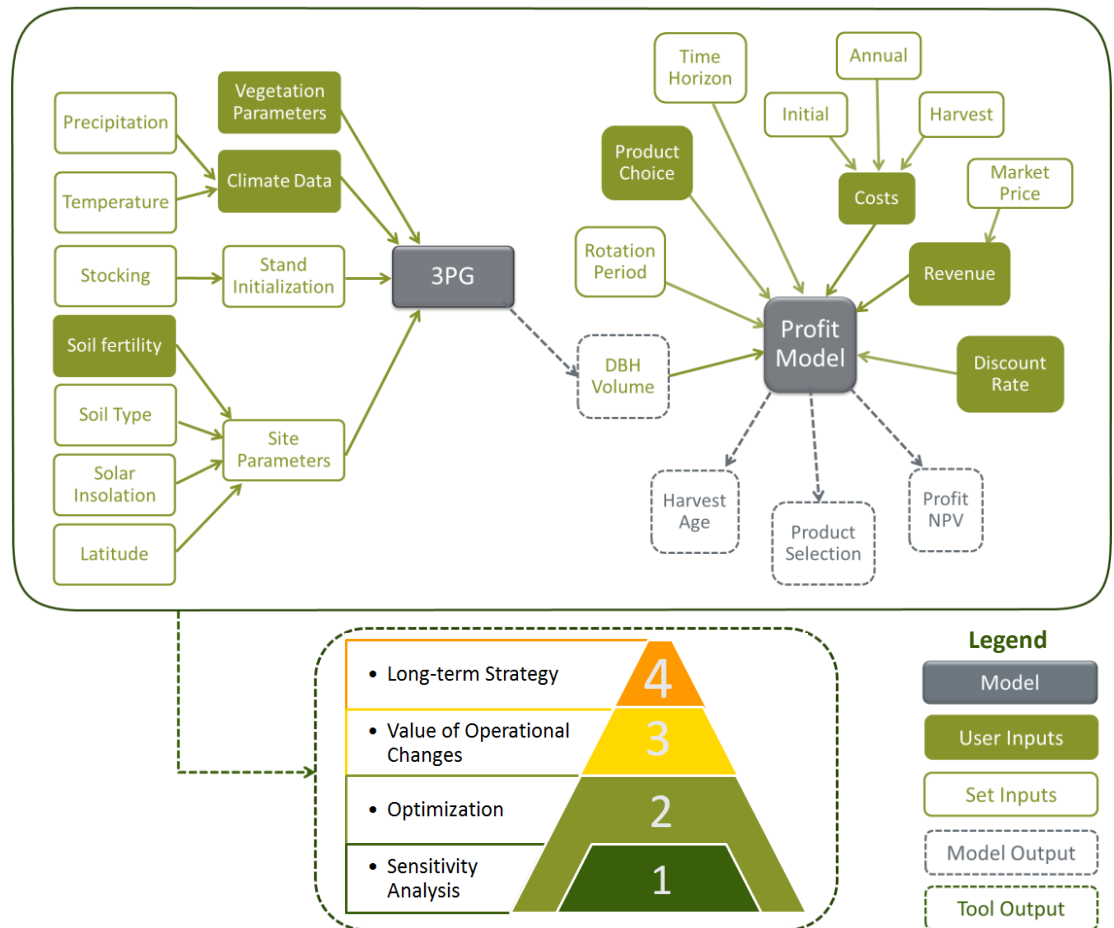 Precipitation
Temperature
Stocking
Soil fertility
Soil Type
Solar
Insolation
Latitude
Vegetation
Parameters
Climate Data
Stand
Initialization
Site
Parameters
3PG
DBH
Volume
Time
Horizon
Product
Choice
Rotation
Period
Annual
Initial
Harvest
Costs
Market
Price
Revenue
Discount
Rate
Profit
Model
Harvest
Age
Product
Selection
Profit
NPV
• Long-term Strategy
4
• Value of Operational
Changes
3
• Optimization
2
• Sensitivity
Analysis
1
Legend
Model
User Inputs
Set Inputs
Model Output
Tool Output